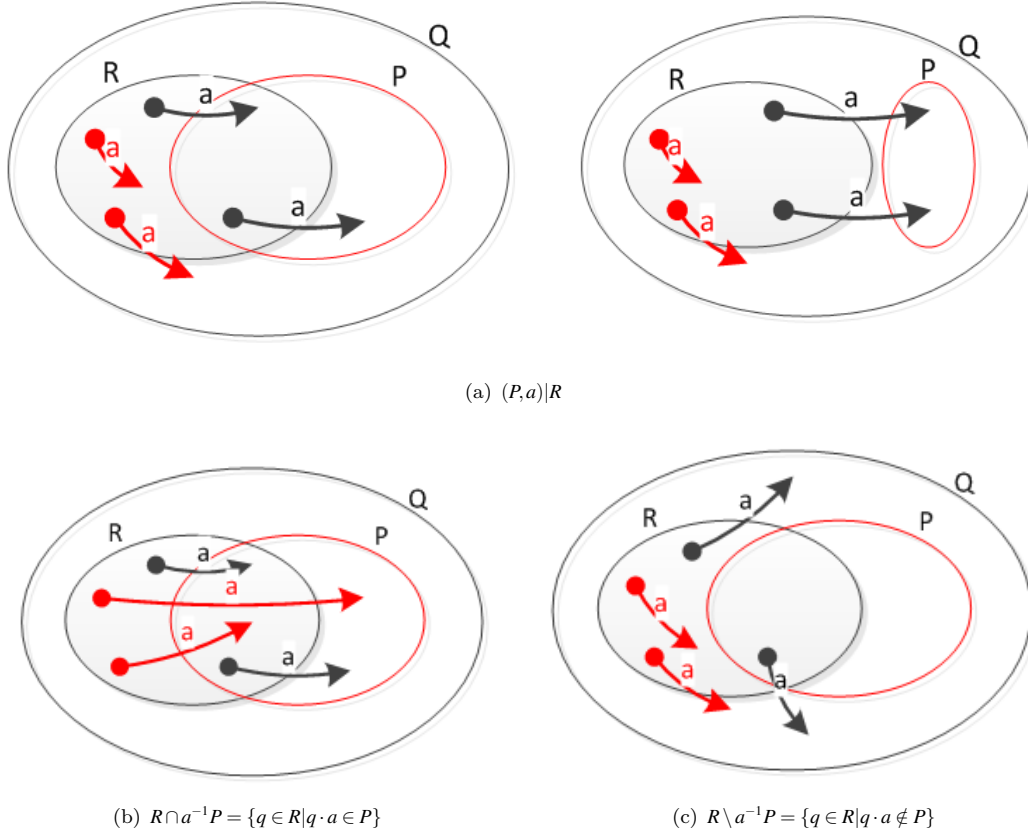 Q
R
P
a
a
a
a
Q
R
P
a
a
a
a
(a) (P,a)|R
Q
R
P
a
a
a
a
Q
R
P
a
a
a
a
(b) R∩a⁻¹P = {q ∈ R|q·a ∈ P}
(c) R\a⁻¹P = {q ∈ R|q·a ∉ P}